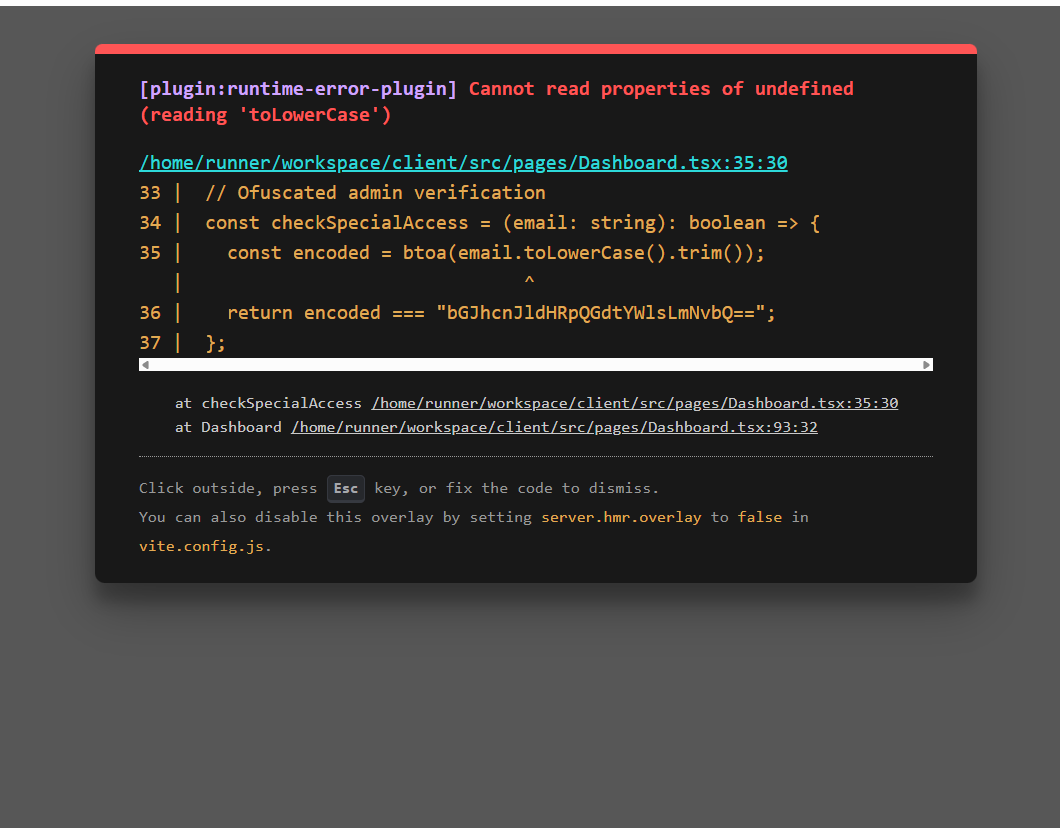 [plugin:runtime-error-plugin] Cannot read properties of undefined
(reading 'toLowerCase')
/home/runner/workspace/client/src/pages/Dashboard.tsx:35:30
33 |  // Ofuscated admin verification
34 |  const checkSpecialAccess = (email: string): boolean => {
35 |    const encoded = btoa(email.toLowerCase().trim());
   |                               ^
36 |    return encoded === "bGJhcnJldHRpQGdtYWlsLmNvbQ==";
37 |  };
at checkSpecialAccess /home/runner/workspace/client/src/pages/Dashboard.tsx:35:30
at Dashboard /home/runner/workspace/client/src/pages/Dashboard.tsx:93:32
Click outside, press Esc key, or fix the code to dismiss.
You can also disable this overlay by setting server.hmr.overlay to false in
vite.config.js.